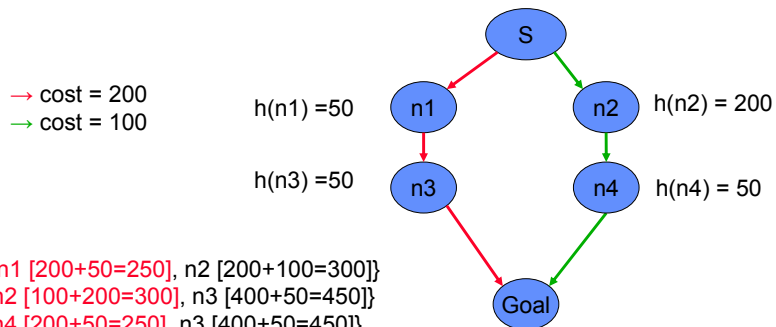 S
→ cost = 200
→ cost = 100
h(n1) =50
n1
n2
h(n2) = 200
h(n3) =50
n3
n4
h(n4) = 50
n1 [200+50=250], n2 [200+100=300]}
n2 [100+200=300], n3 [400+50=450]}
n4 [200+50=250], n3 [400+50=450]}
Goal